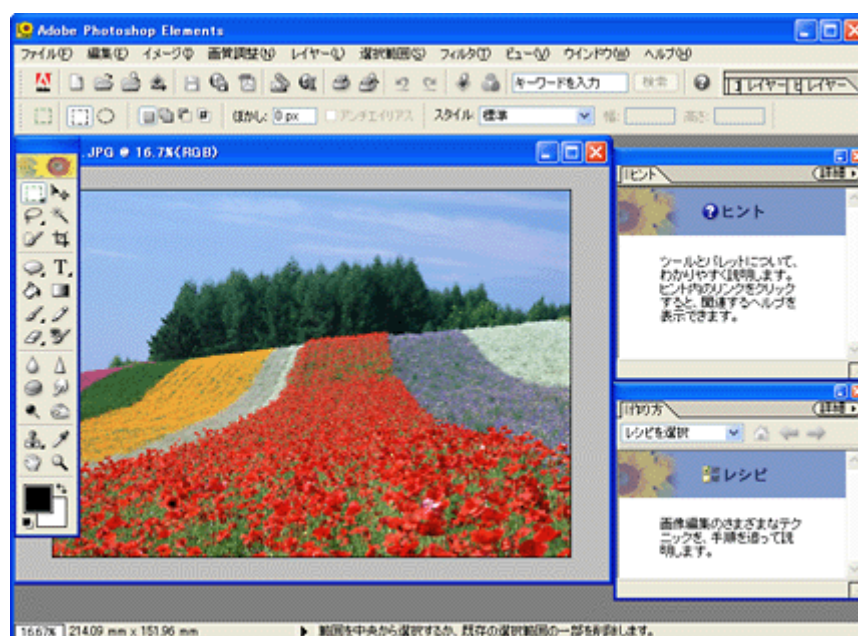 Adobe Photoshop Elements
ファイル(F) 編集(E) イメージ(I) 画質調整(N) レイヤー(L) 選択範囲(S) フィルタ(T) ビュー(V) ウインドウ(W) ヘルプ(H)
キーワードを入力 検索 レイヤー レイヤー
ぼかし: 0 px アンチエイリアス スタイル: 標準 幅: 高さ:
.JPG @ 16.7%(RGB)
ヒント 詳細
ヒント
ツールとパレットについて、
わかりやすく説明します。
ヒント内のリンクをクリック
すると、関連するヘルプを
表示できます。
作り方 詳細
レシピを選択
レシピ
画像編集のさまざまなテク
ニックを、手順を追って説
明します。
16.67% 214.09 mm x 151.96 mm 範囲を中央から選択するか、既存の選択範囲の一部を削除します。